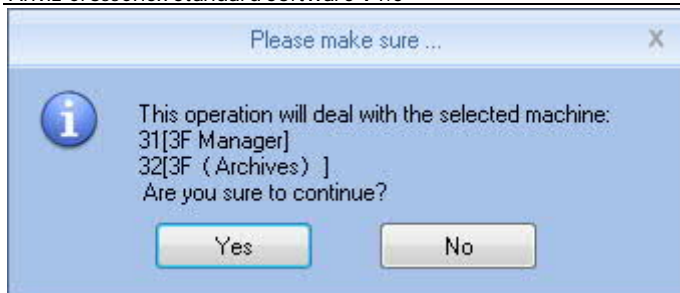 Please make sure ...
X
This operation will deal with the selected machine:
31[3F Manager]
32[3F （Archives）]
Are you sure to continue?
Yes
No